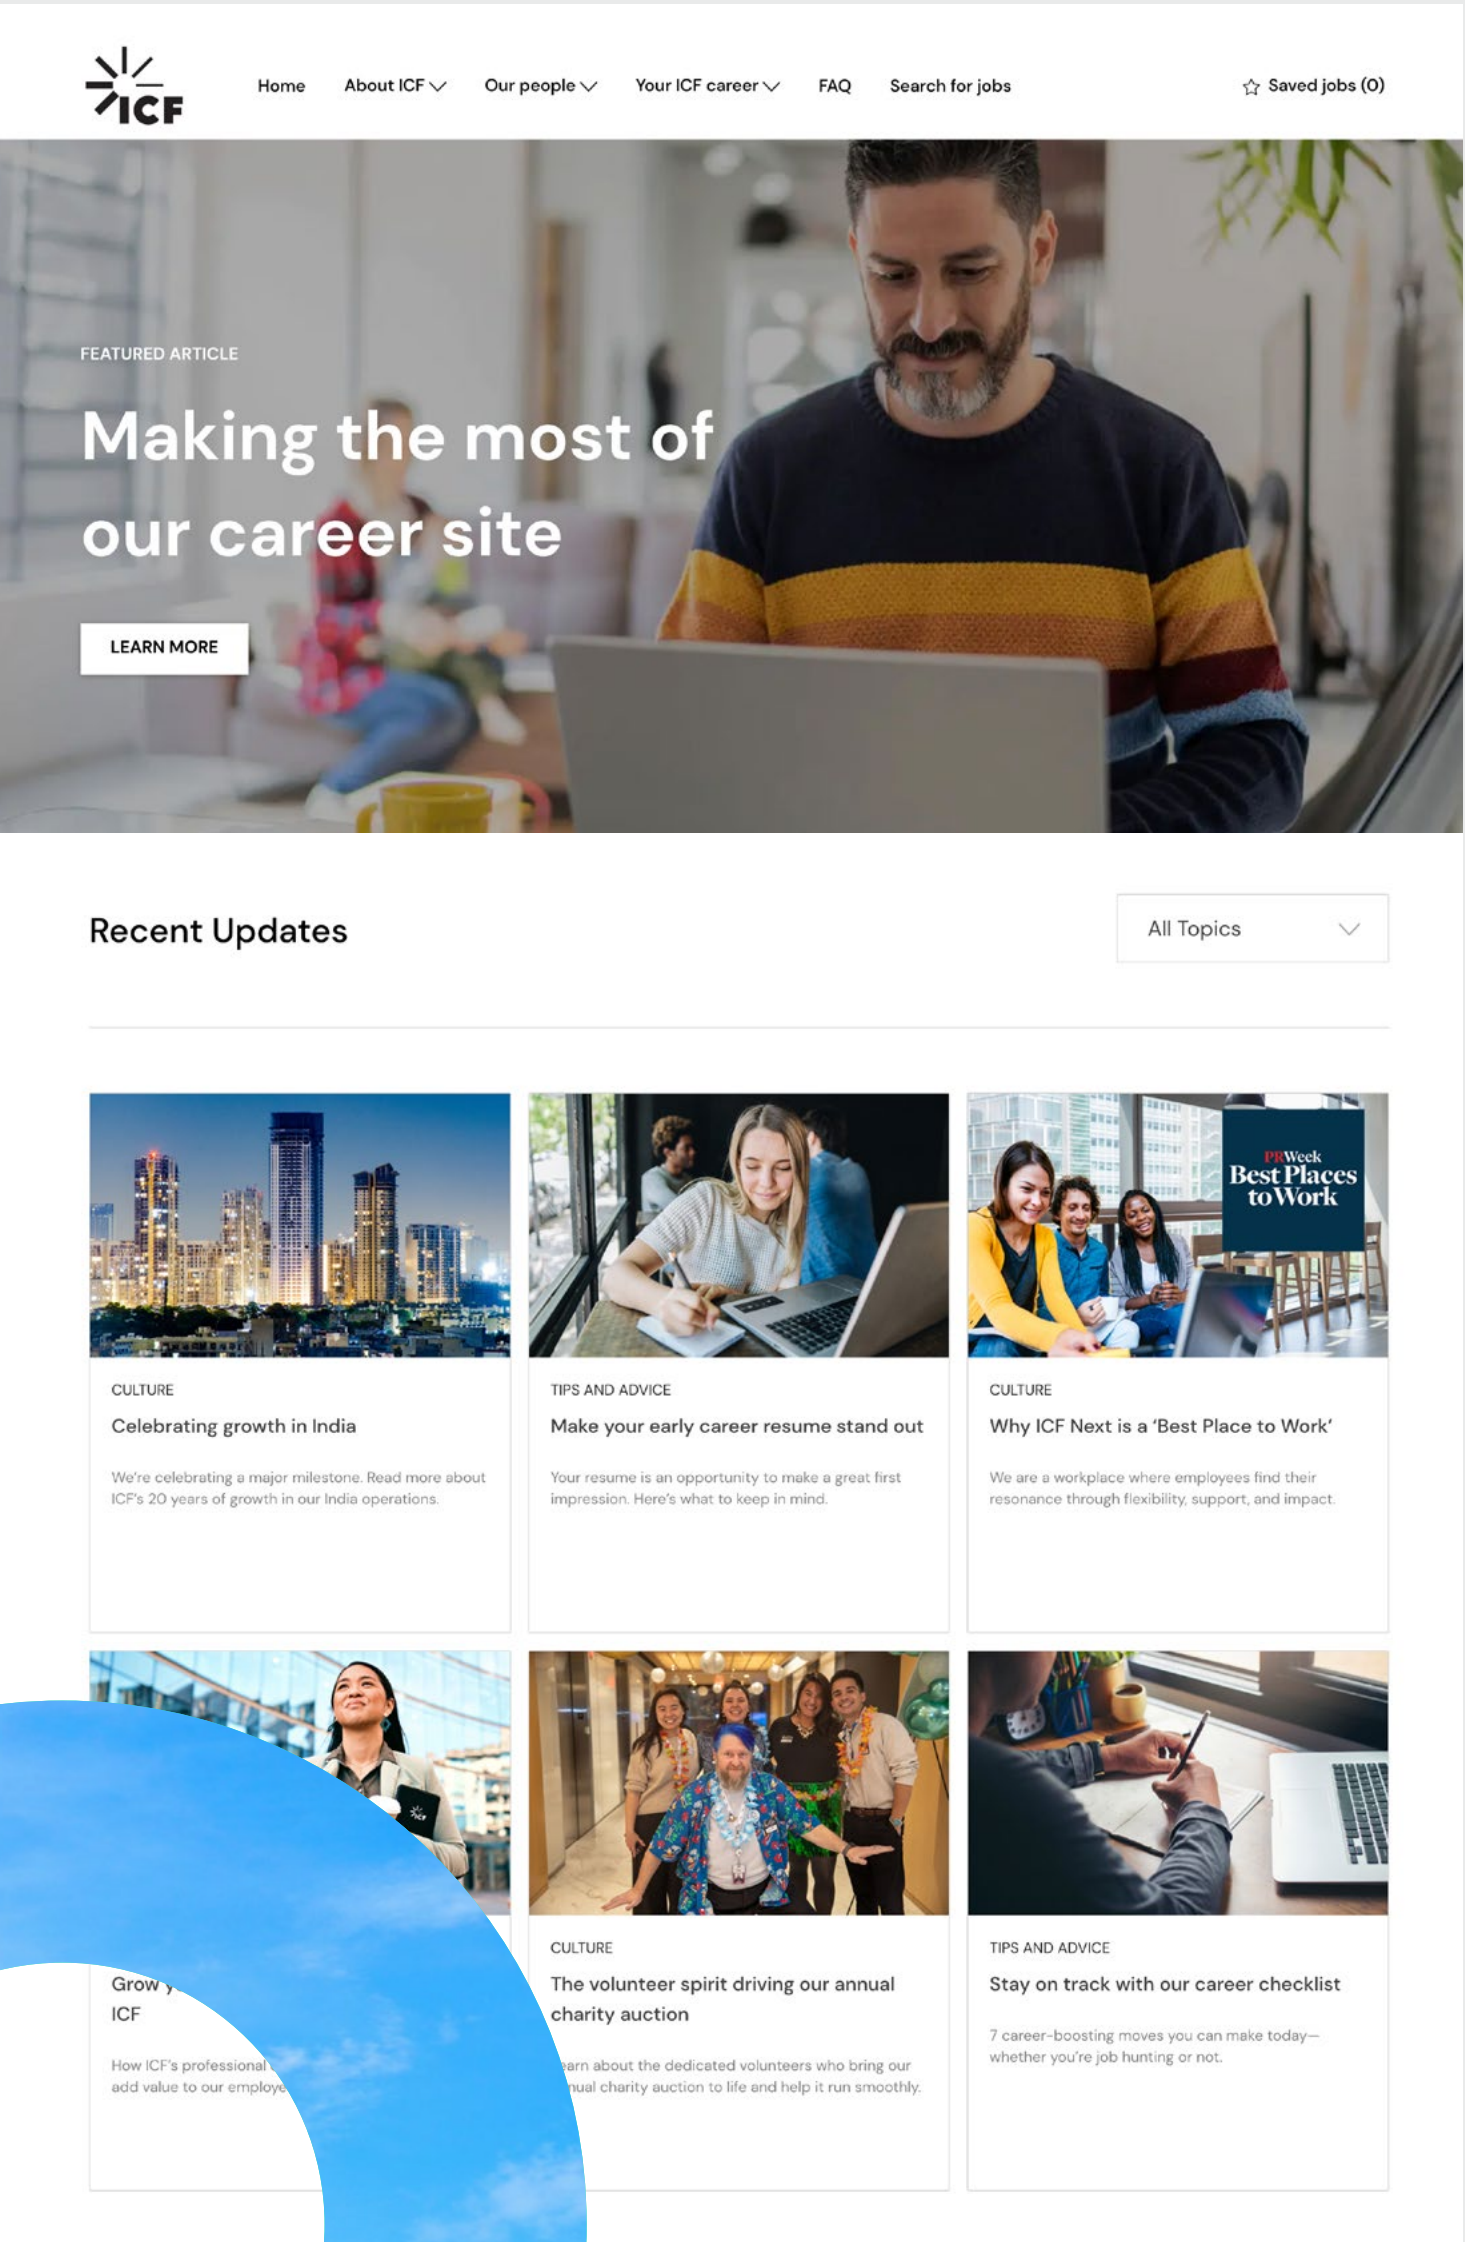 ICF
Home About ICF Our people Your ICF career FAQ Search for jobs Saved jobs (0)
FEATURED ARTICLE
Making the most of
our career site
LEARN MORE
Recent Updates
All Topics
PRWeek
Best Places
to Work
CULTURE
Celebrating growth in India
We're celebrating a major milestone. Read more about
ICF's 20 years of growth in our India operations.
TIPS AND ADVICE
Make your early career resume stand out
Your resume is an opportunity to make a great first
impression. Here's what to keep in mind.
CULTURE
Why ICF Next is a ‘Best Place to Work’
We are a workplace where employees find their
resonance through flexibility, support, and impact.
ICF
Grow
ICF
How ICF's professional
add value to our
CULTURE
The volunteer spirit driving our annual
charity auction
about the dedicated volunteers who bring our
charity auction to life and help it run smoothly.
TIPS AND ADVICE
Stay on track with our career checklist
7 career-boosting moves you can make today—
whether you're job hunting or not.